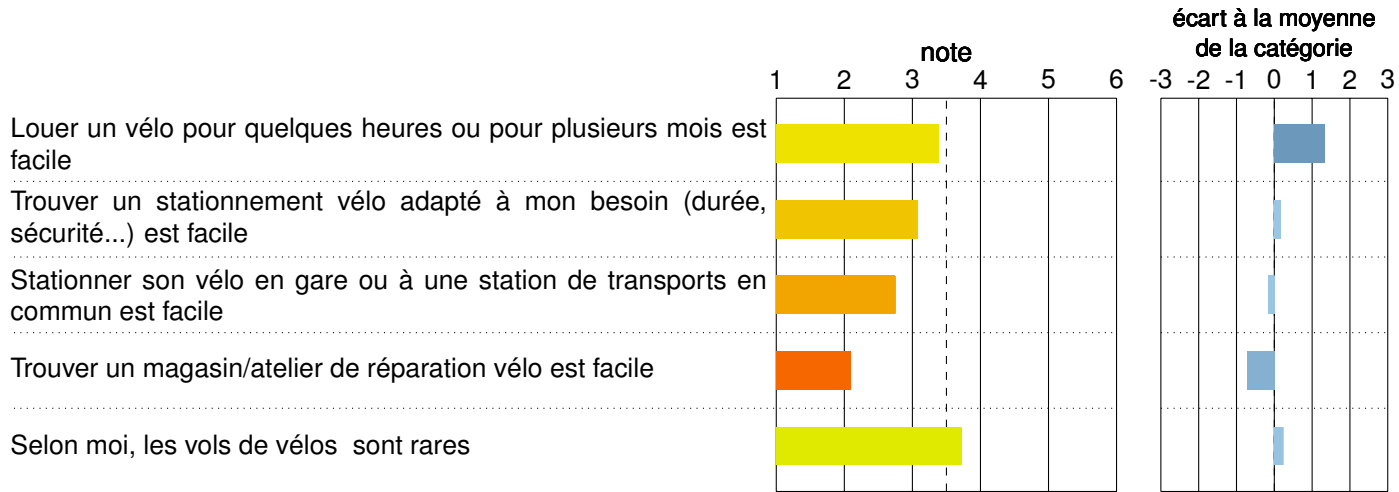 écart à la moyenne
de la catégorie
note
1 2 3 4 5 6
-3 -2 -1 0 1 2 3
Louer un vélo pour quelques heures ou pour plusieurs mois est
facile
Trouver un stationnement vélo adapté à mon besoin (durée,
sécurité...) est facile
Stationner son vélo en gare ou à une station de transports en
commun est facile
Trouver un magasin/atelier de réparation vélo est facile
Selon moi, les vols de vélos sont rares